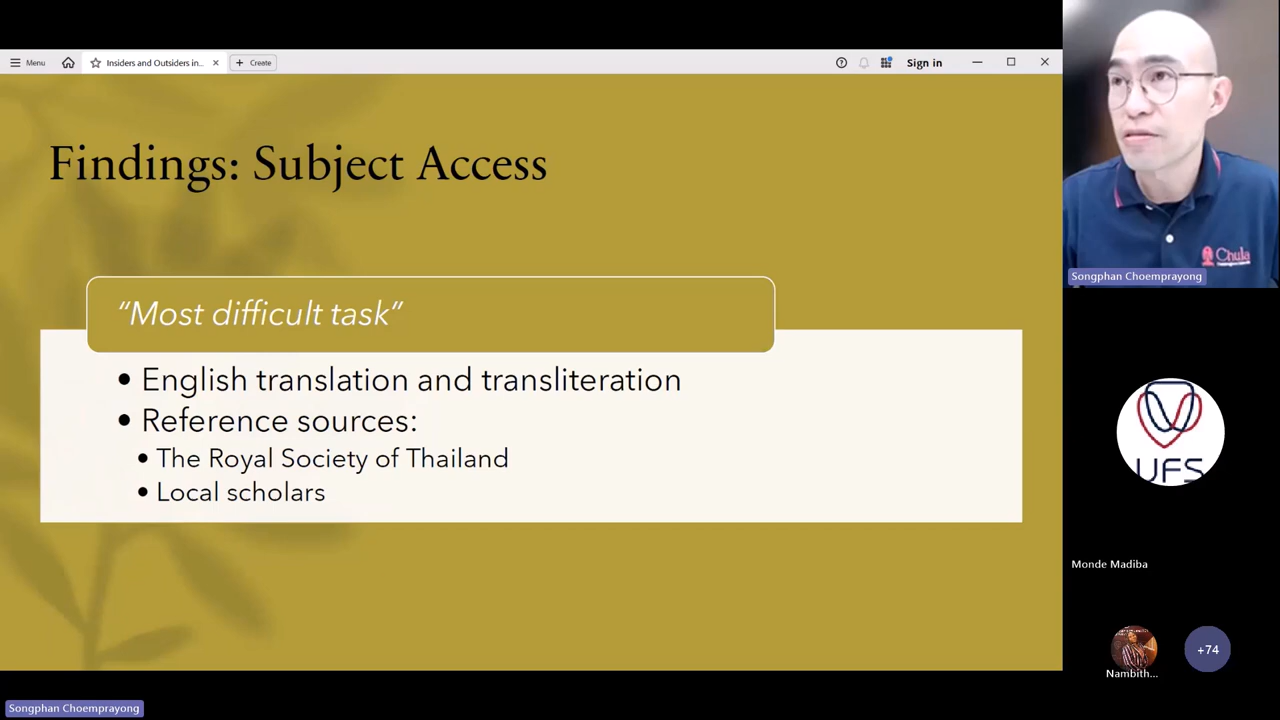 Menu
Insiders and Outsiders in...
Create
Sign in
Findings: Subject Access
“Most difficult task”
• English translation and transliteration
• Reference sources:
• The Royal Society of Thailand
• Local scholars
Chula
Songphan Choemprayong
UFS
Monde Madiba
Nambith...
+74
Songphan Choemprayong